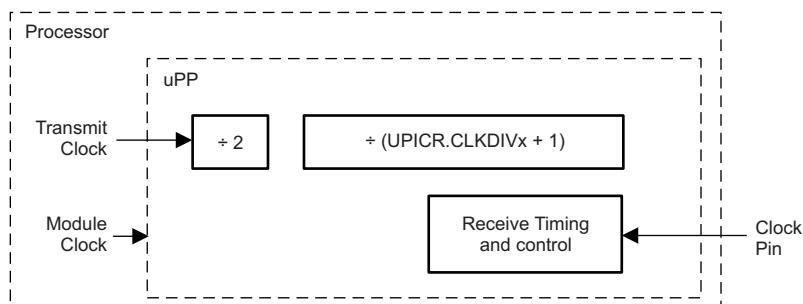 Processor
uPP
Transmit
Clock
÷ 2
÷ (UPICR.CLKDIVx + 1)
Module
Clock
Receive Timing
and control
Clock
Pin